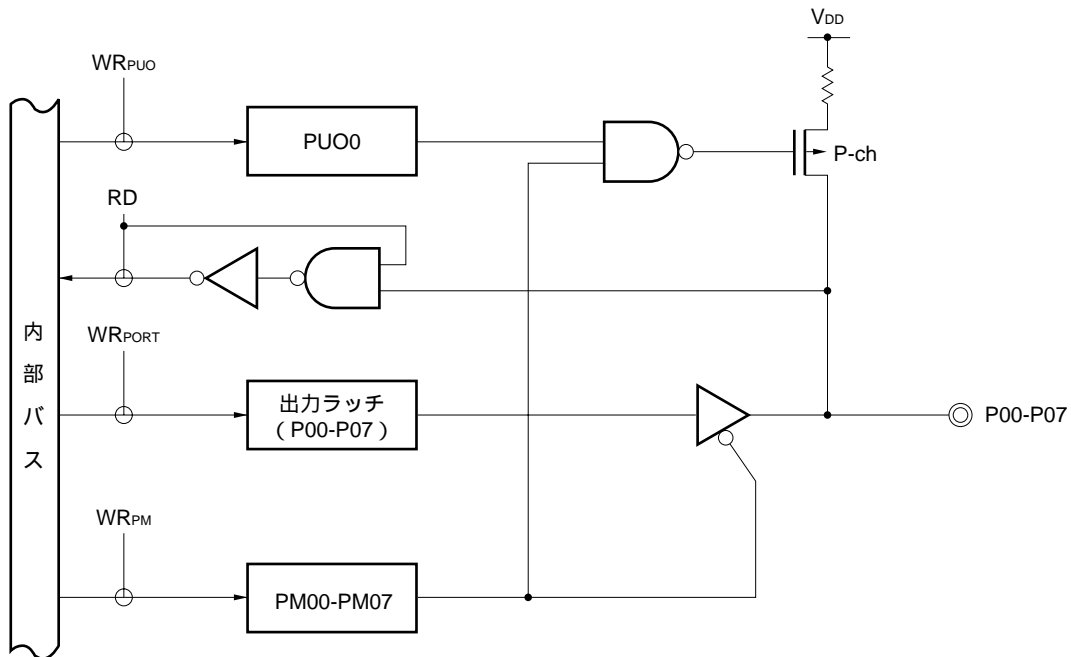 VDD
WRPUO
PUO0
P-ch
RD
内部バス
WRPORT
出力ラッチ
(P00-P07)
P00-P07
WRPM
PM00-PM07